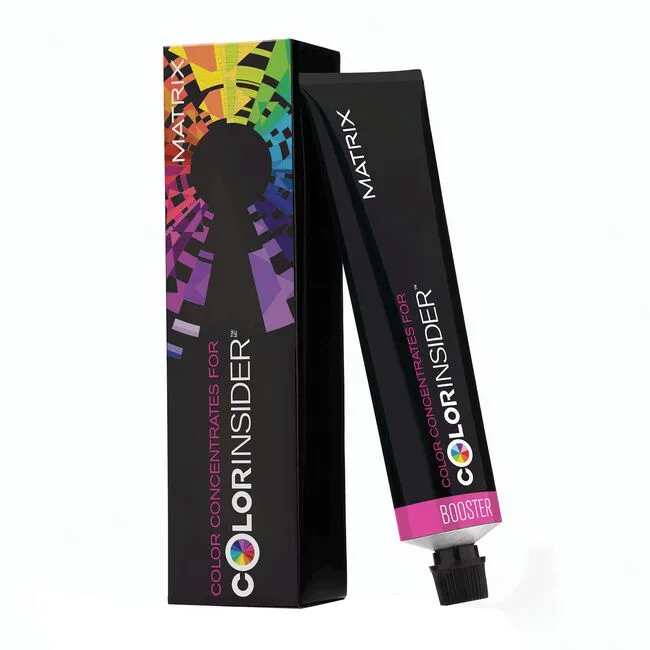 MATRIX
COLOR CONCENTRATES FOR
COLORINSIDER™
MATRIX
COLOR CONCENTRATES FOR
COLORINSIDER™
BOOSTER